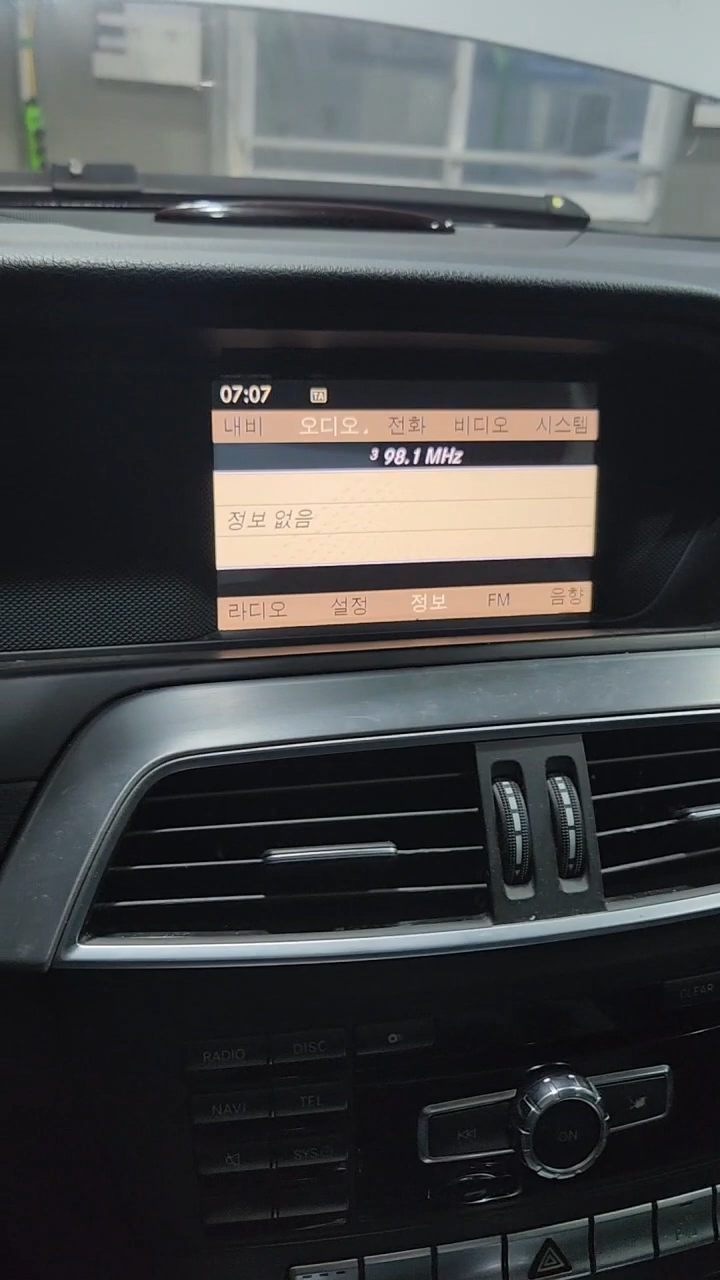 07:07 TA
내비 오디오 전화 비디오 시스템
3 98.1 MHz
정보 없음
라디오 설정 정보 FM 음향
CLEAR
RADIO DISC
NAVI TEL
SYS
ON